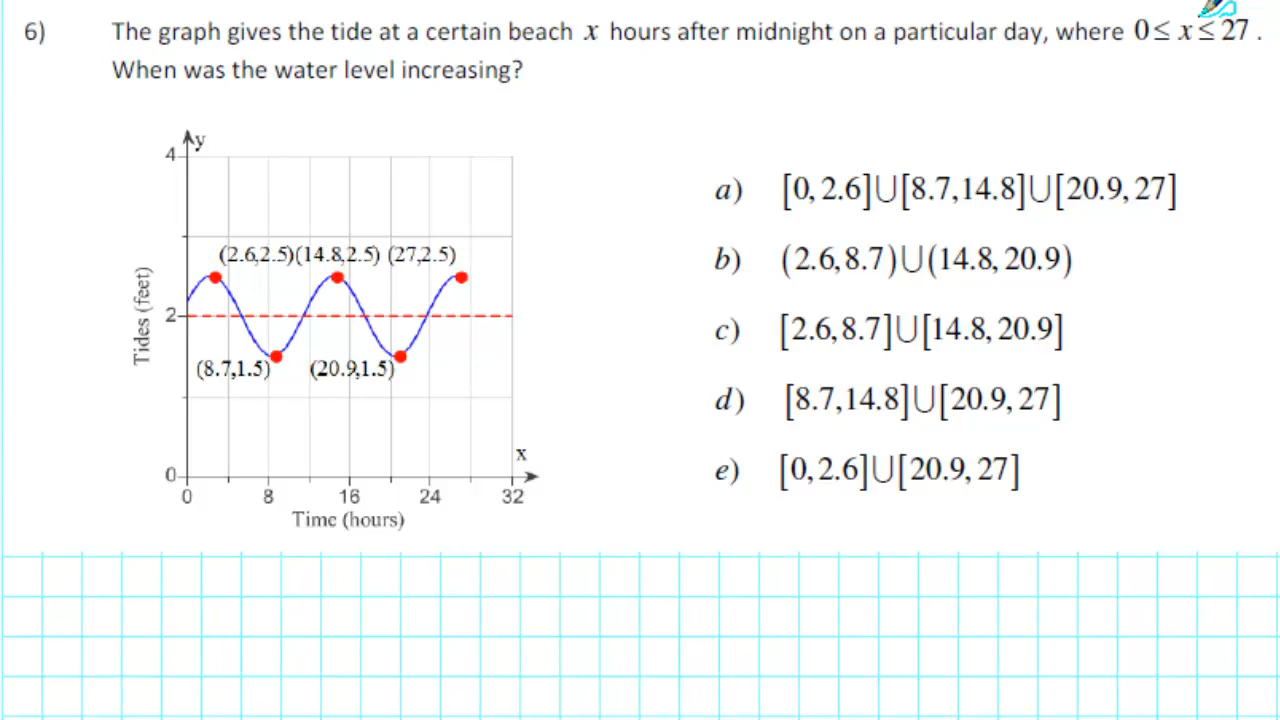 6) The graph gives the tide at a certain beach x hours after midnight on a particular day, where 0 ≤ x ≤ 27 .
When was the water level increasing?
y
4
(2.6,2.5)(14.8,2.5) (27,2.5)
2
Tides (feet)
(8.7,1.5) (20.9,1.5)
x
0
0 8 16 24 32
Time (hours)
a) [0, 2.6]∪[8.7,14.8]∪[20.9, 27]
b) (2.6,8.7)∪(14.8, 20.9)
c) [2.6,8.7]∪[14.8, 20.9]
d) [8.7,14.8]∪[20.9, 27]
e) [0,2.6]∪[20.9, 27]